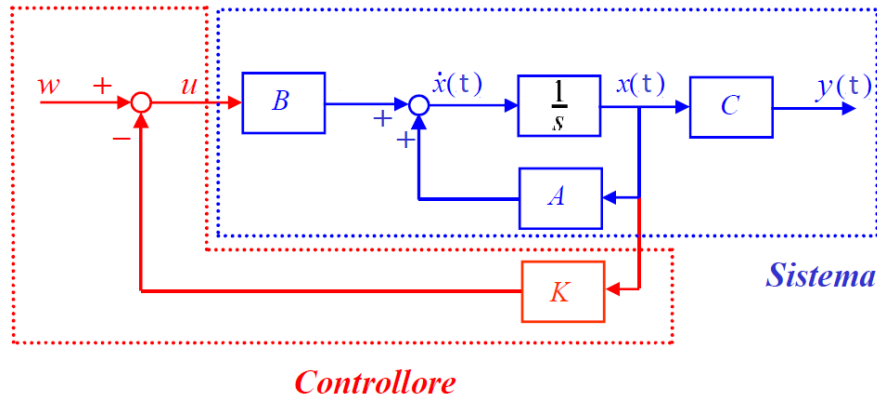 w + u B ẋ(t) 1/s x(t) C y(t)
−
+
+
A
K
Sistema
Controllore